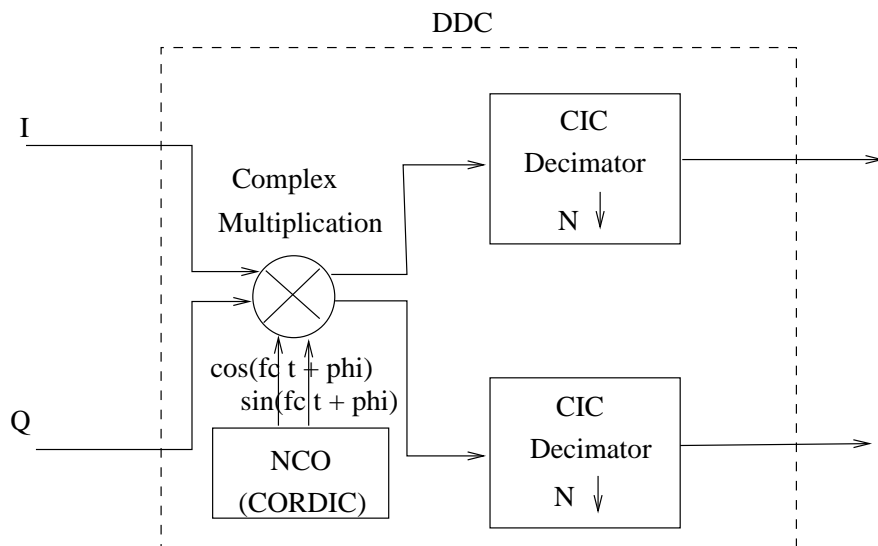 DDC
I
CIC
Decimator
N
Complex
Multiplication
cos(fc t + phi)
sin(fc t + phi)
Q
NCO
(CORDIC)
CIC
Decimator
N